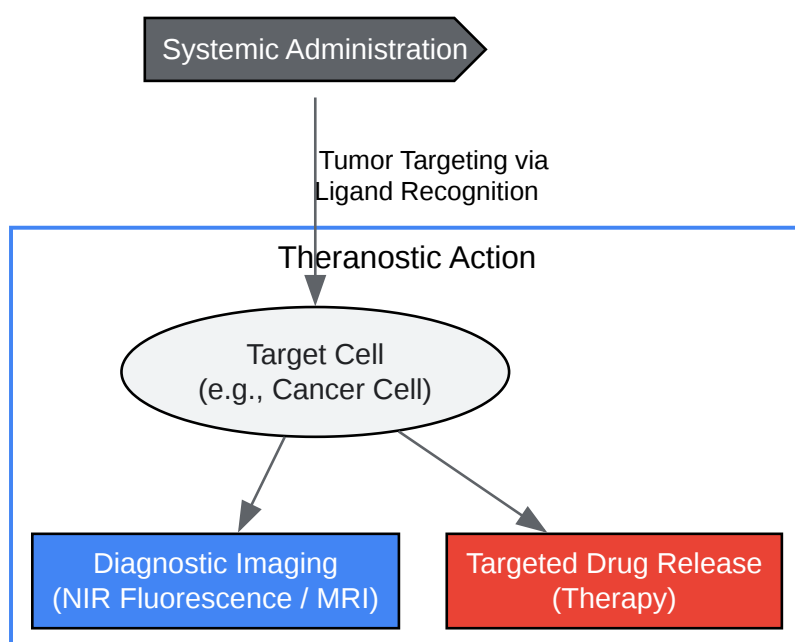 Systemic Administration
Tumor Targeting via
Ligand Recognition
Theranostic Action
Target Cell
(e.g., Cancer Cell)
Diagnostic Imaging
(NIR Fluorescence / MRI)
Targeted Drug Release
(Therapy)